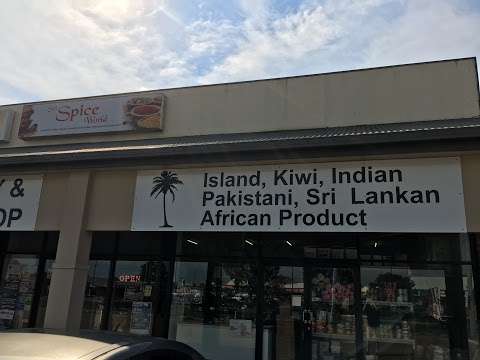 Spice
World
Island, Kiwi, Indian
Pakistani, Sri Lankan
African Product
&
OP
OPEN